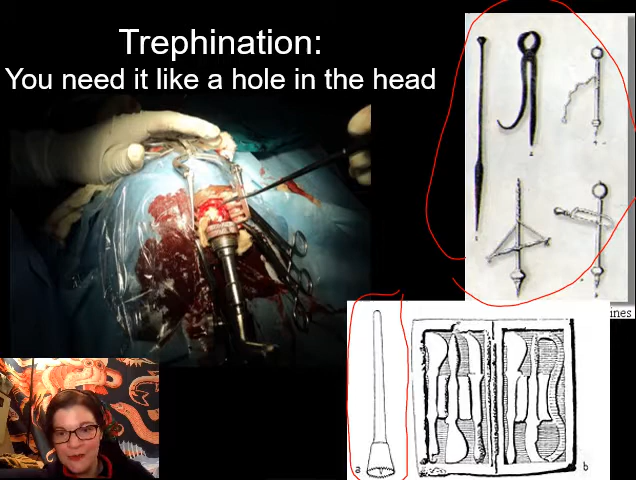 Trephination:
You need it like a hole in the head
ines
a
b